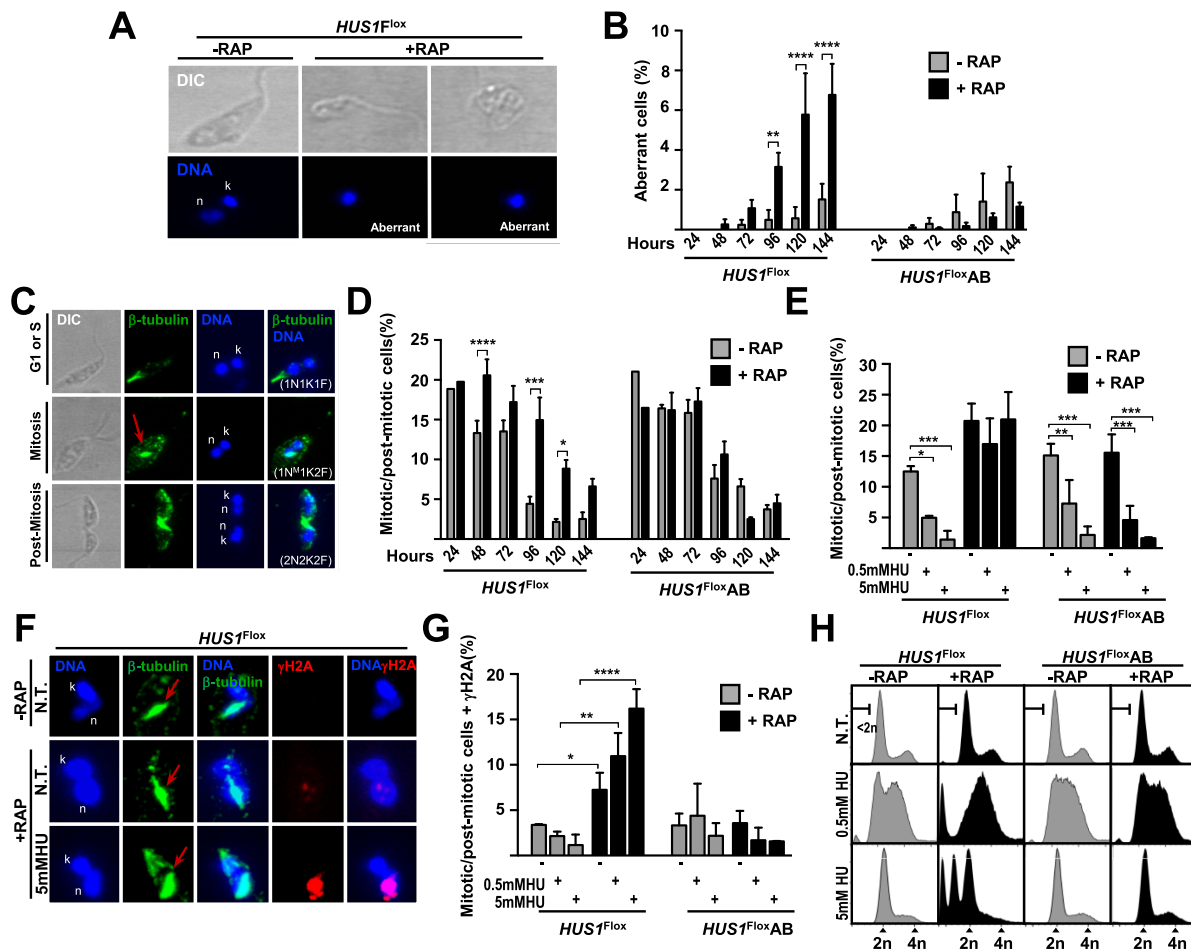 A
HUS1Flox
-RAP
+RAP
DIC
DNA
k
n
Aberrant
Aberrant
B
Aberrant cells (%)
10
8
6
4
2
**
****
****
- RAP
+ RAP
Hours
24
48
72
96
120
144
24
48
72
96
120
144
HUS1Flox
HUS1FloxAB
C
DIC
β-tubulin
DNA
β-tubulin
DNA
G1 or S
n
k
(1N1K1F)
Mitosis
k
n
(1NM1K2F)
Post-Mitosis
k
n
n
k
(2N2K2F)
D
Mitotic/post-mitotic cells(%)
25
20
15
10
5
****
***
*
- RAP
+ RAP
Hours
24
48
72
96
120
144
24
48
72
96
120
144
HUS1Flox
HUS1FloxAB
E
Mitotic/post-mitotic cells(%)
30
25
20
15
10
5
- RAP
+ RAP
***
*
***
**
***
***
- - - -
0.5mMHU + + + +
5mMHU + + + +
HUS1Flox
HUS1FloxAB
F
HUS1Flox
DNA
β-tubulin
DNA
β-tubulin
γH2A
DNAγH2A
-RAP
N.T.
k
n
+RAP
N.T.
k
n
5mMHU
k
n
G
Mitotic/post-mitotic cells + γH2A(%)
20
15
10
5
0
****
**
*
- RAP
+ RAP
- - - -
0.5mMHU + + + +
5mMHU + + + +
HUS1Flox
HUS1FloxAB
H
HUS1Flox
HUS1FloxAB
-RAP
+RAP
-RAP
+RAP
N.T.
<2n
0.5mM HU
5mM HU
2n 4n 2n 4n 2n 4n 2n 4n